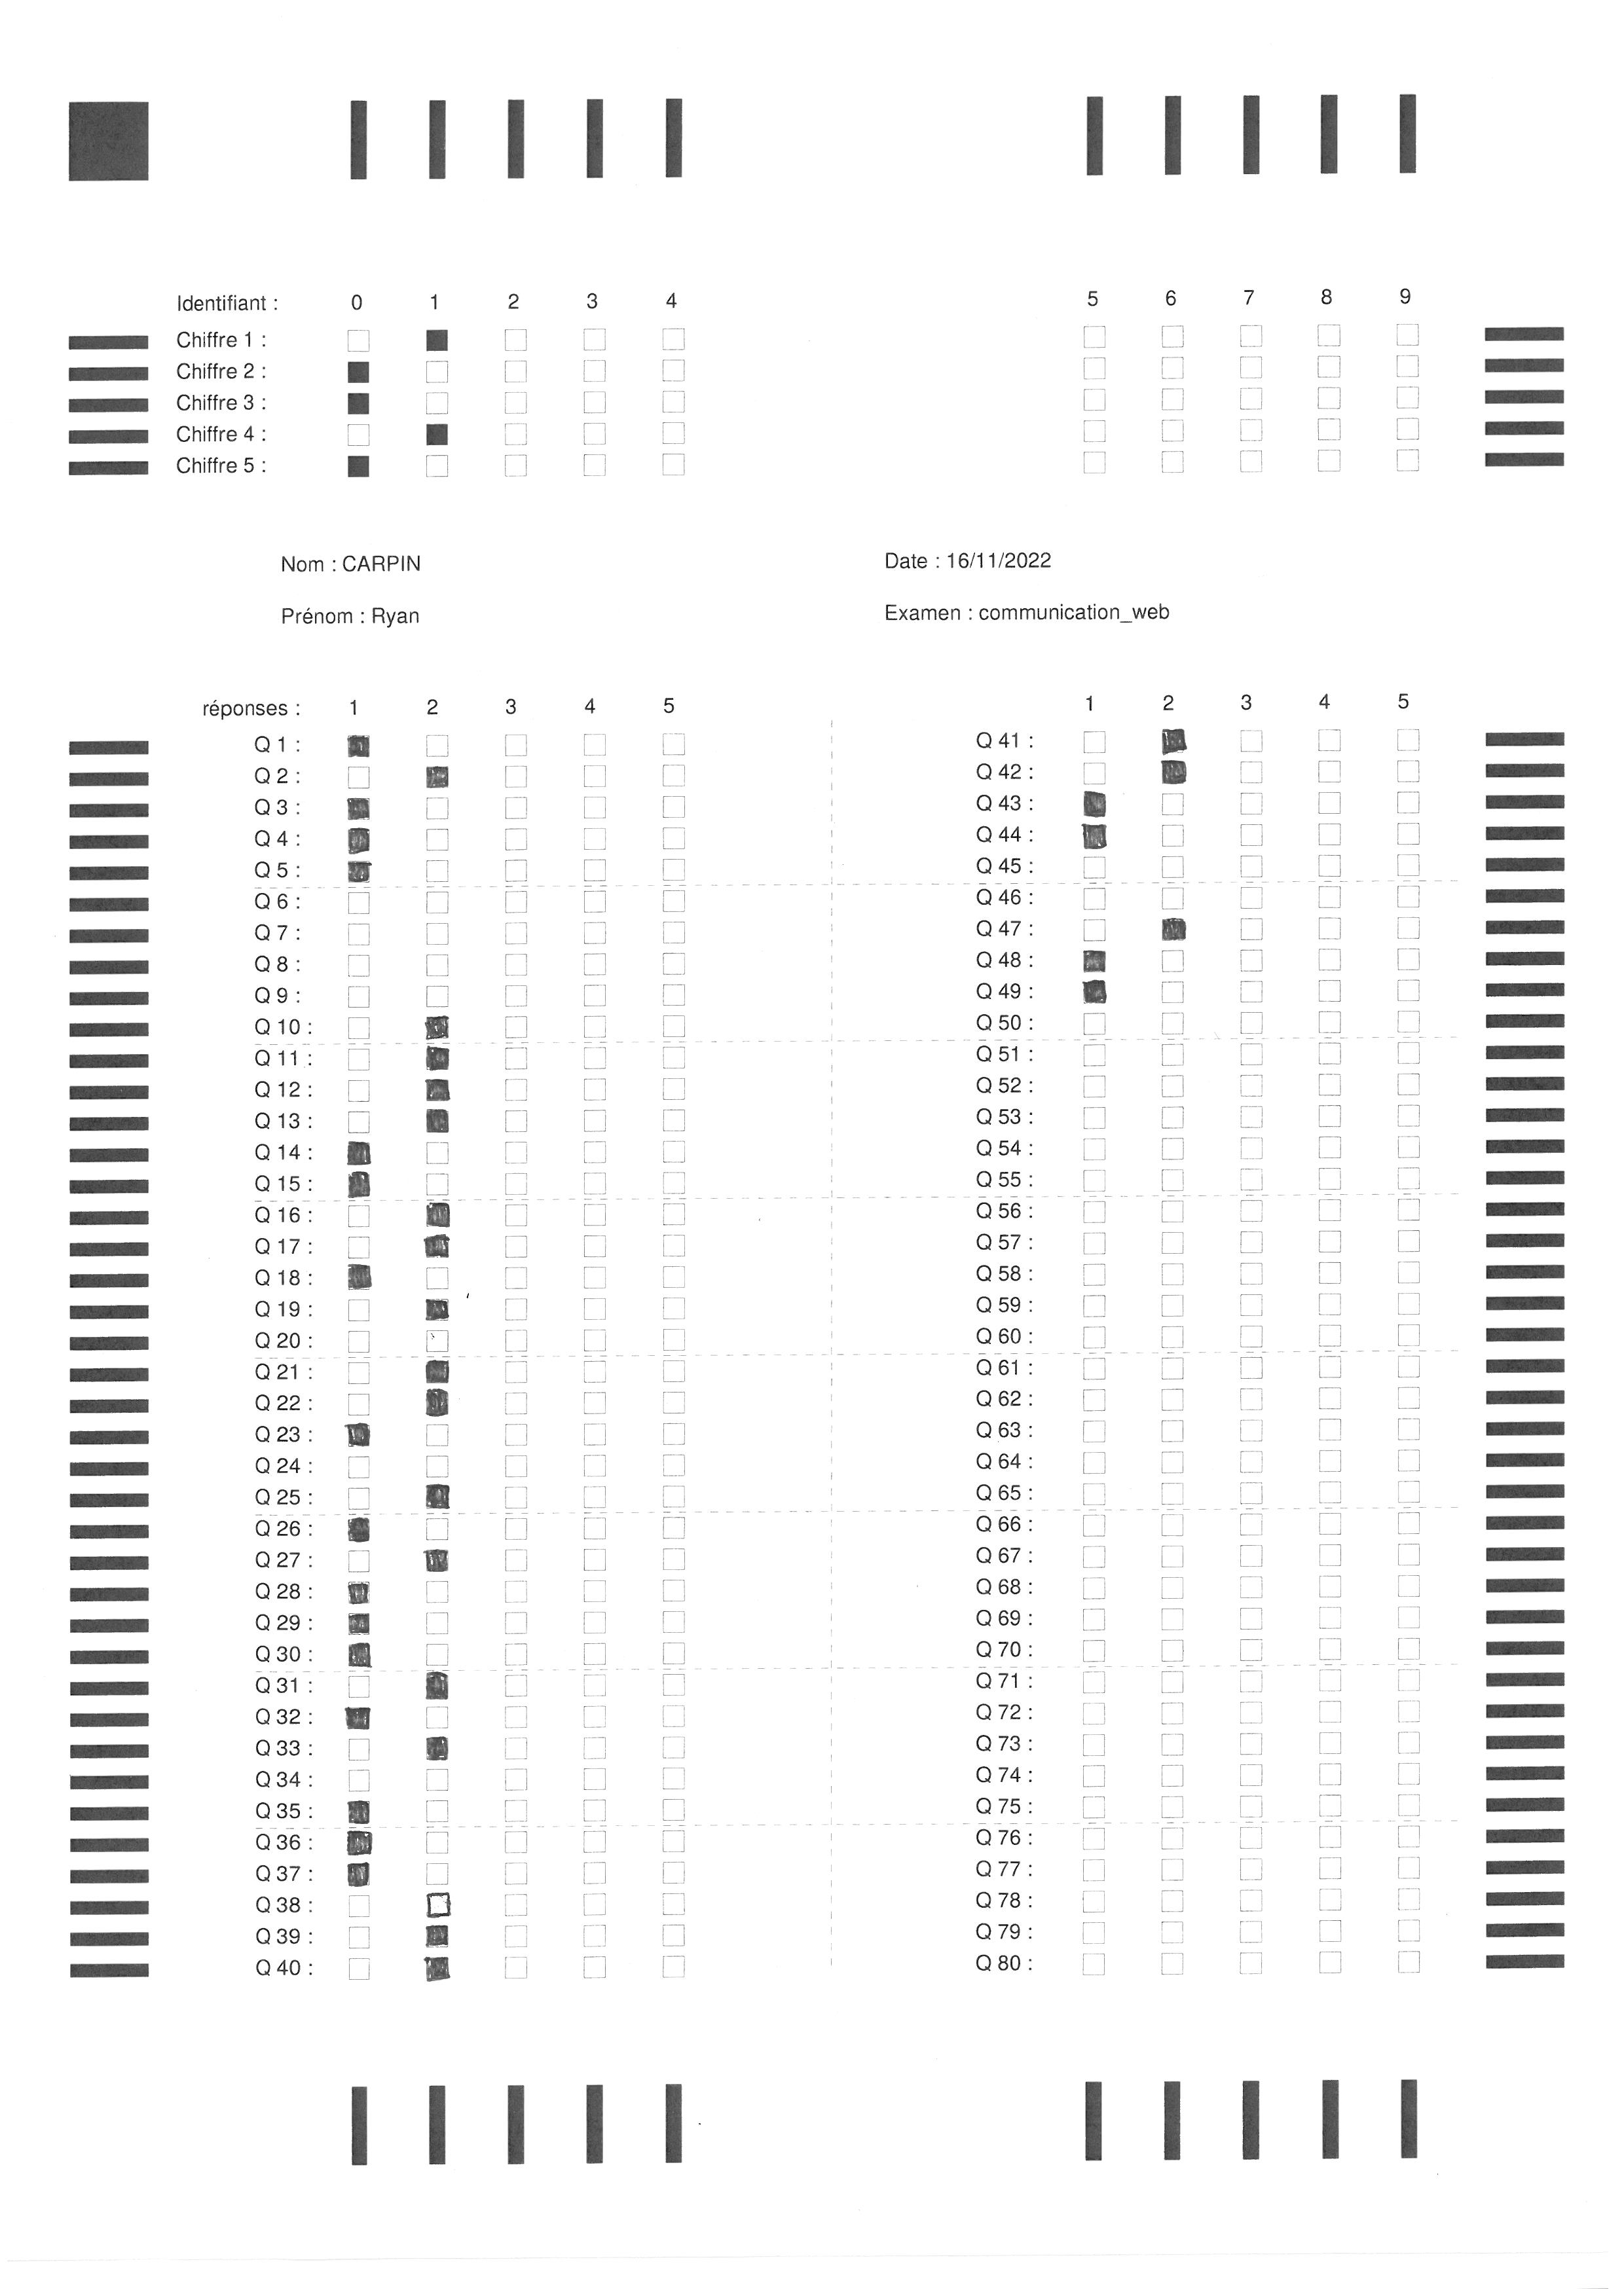 Identifiant : 0 1 2 3 4 5 6 7 8 9
Chiffre 1 :
Chiffre 2 :
Chiffre 3 :
Chiffre 4 :
Chiffre 5 :
Nom : CARPIN
Date : 16/11/2022
Prénom : Ryan
Examen : communication_web
réponses : 1 2 3 4 5
Q 1 :
Q 2 :
Q 3 :
Q 4 :
Q 5 :
Q 6 :
Q 7 :
Q 8 :
Q 9 :
Q 10 :
Q 11 :
Q 12 :
Q 13 :
Q 14 :
Q 15 :
Q 16 :
Q 17 :
Q 18 :
Q 19 :
Q 20 :
Q 21 :
Q 22 :
Q 23 :
Q 24 :
Q 25 :
Q 26 :
Q 27 :
Q 28 :
Q 29 :
Q 30 :
Q 31 :
Q 32 :
Q 33 :
Q 34 :
Q 35 :
Q 36 :
Q 37 :
Q 38 :
Q 39 :
Q 40 :
1 2 3 4 5
Q 41 :
Q 42 :
Q 43 :
Q 44 :
Q 45 :
Q 46 :
Q 47 :
Q 48 :
Q 49 :
Q 50 :
Q 51 :
Q 52 :
Q 53 :
Q 54 :
Q 55 :
Q 56 :
Q 57 :
Q 58 :
Q 59 :
Q 60 :
Q 61 :
Q 62 :
Q 63 :
Q 64 :
Q 65 :
Q 66 :
Q 67 :
Q 68 :
Q 69 :
Q 70 :
Q 71 :
Q 72 :
Q 73 :
Q 74 :
Q 75 :
Q 76 :
Q 77 :
Q 78 :
Q 79 :
Q 80 :